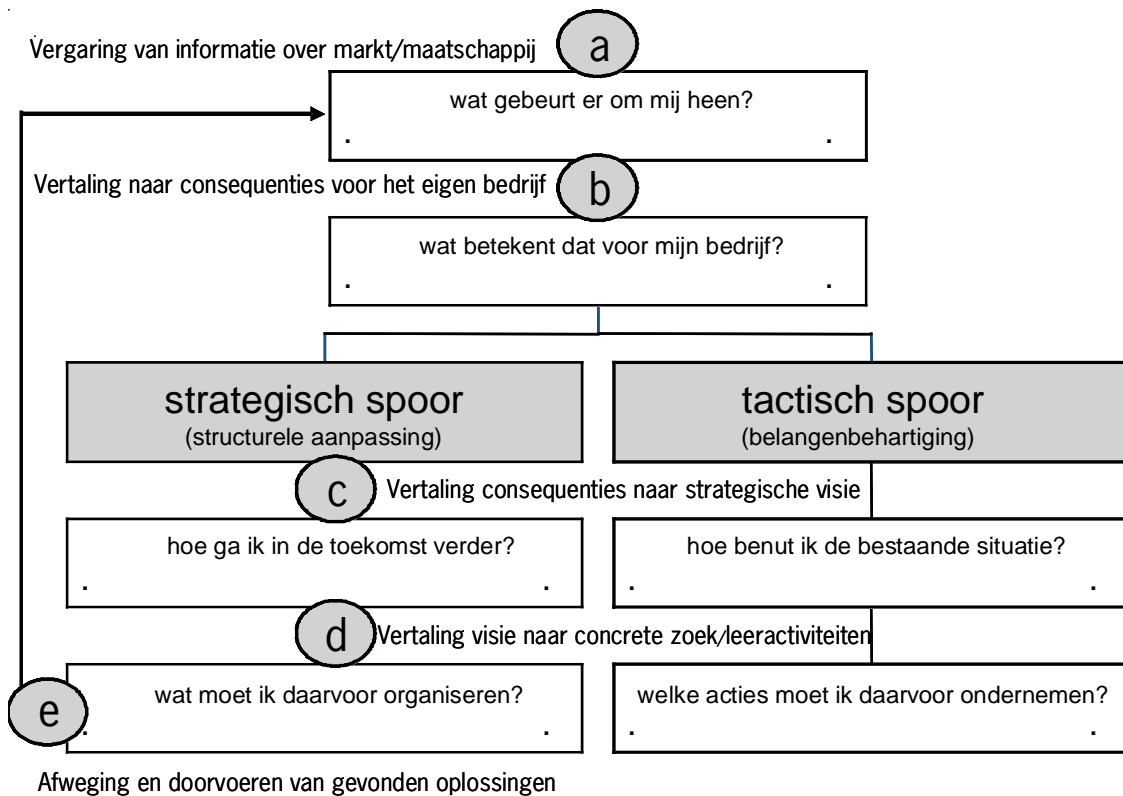 Vergaring van informatie over markt/maatschappij
a
wat gebeurt er om mij heen?
. .
Vertaling naar consequenties voor het eigen bedrijf
b
wat betekent dat voor mijn bedrijf?
. .
strategisch spoor
(structurele aanpassing)
tactisch spoor
(belangenbehartiging)
c
Vertaling consequenties naar strategische visie
hoe ga ik in de toekomst verder?
. .
hoe benut ik de bestaande situatie?
. .
d
Vertaling visie naar concrete zoek/leeractiviteiten
e
wat moet ik daarvoor organiseren?
. .
welke acties moet ik daarvoor ondernemen?
. .
Afweging en doorvoeren van gevonden oplossingen